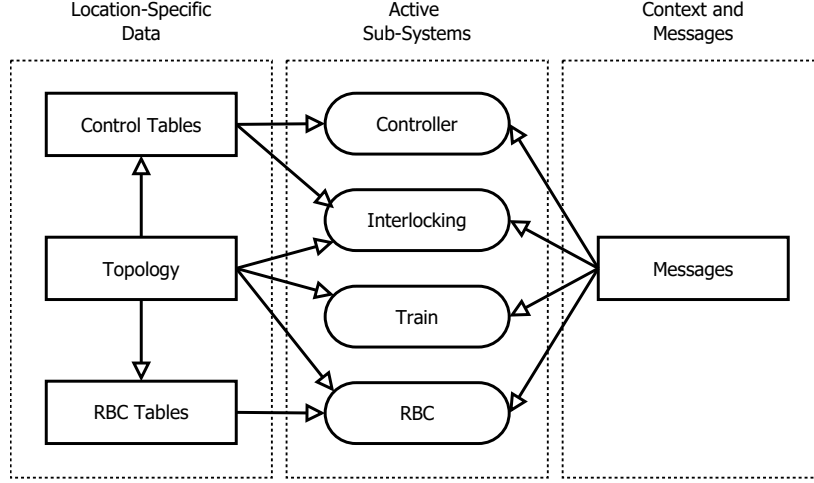 Location-Specific
Data
Active
Sub-Systems
Context and
Messages
Control Tables
Topology
RBC Tables
Controller
Interlocking
Train
RBC
Messages